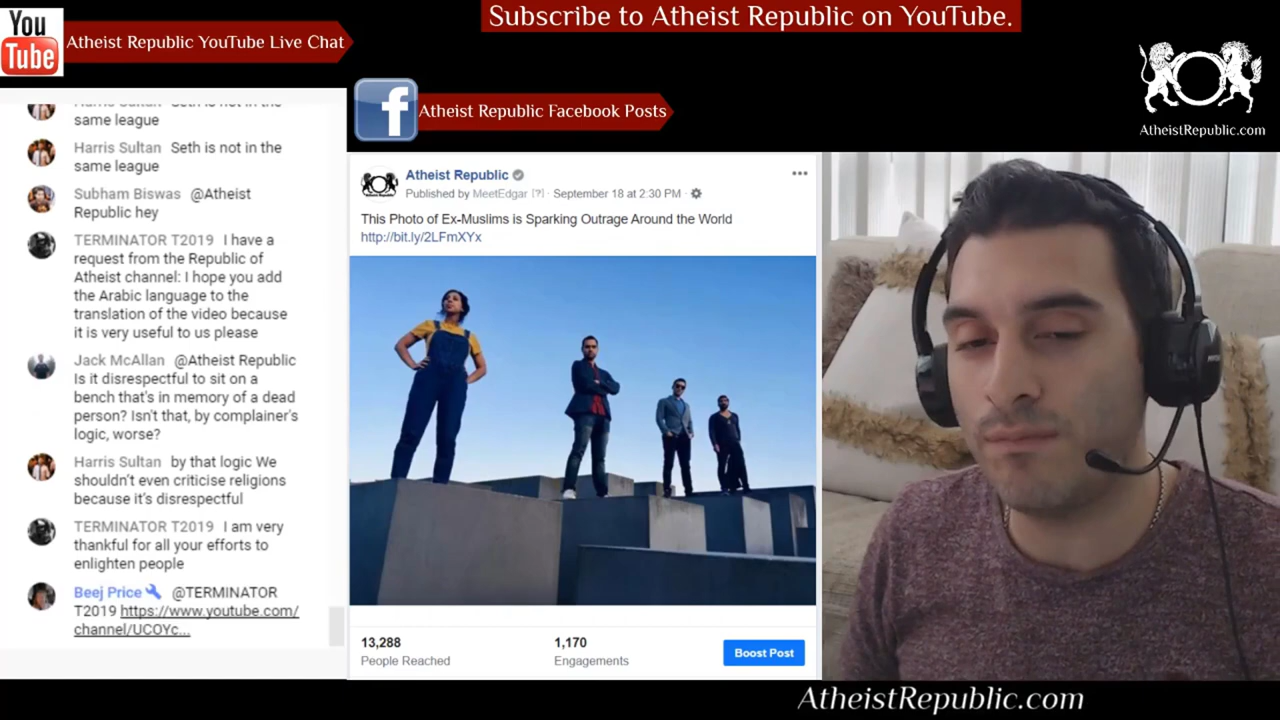 Subscribe to Atheist Republic on YouTube.
You
Tube
Atheist Republic YouTube Live Chat
AtheistRepublic.com
f
Atheist Republic Facebook Posts
Harris Sultan Seth is not in the
same league
Harris Sultan Seth is not in the
same league
Subham Biswas @Atheist
Republic hey
TERMINATOR T2019 I have a
request from the Republic of
Atheist channel: I hope you add
the Arabic language to the
translation of the video because
it is very useful to us please
Jack McAllan @Atheist Republic
Is it disrespectful to sit on a
bench that's in memory of a dead
person? Isn't that, by complainer's
logic, worse?
Harris Sultan by that logic We
shouldn't even criticise religions
because it's disrespectful
TERMINATOR T2019 I am very
thankful for all your efforts to
enlighten people
Beej Price @TERMINATOR
T2019 https://www.youtube.com/
channel/UCOYc...
Atheist Republic
Published by MeetEdgar [?] · September 18 at 2:30 PM ·
This Photo of Ex-Muslims is Sparking Outrage Around the World
http://bit.ly/2LFmXYx
13,288
People Reached
1,170
Engagements
Boost Post
AtheistRepublic.com